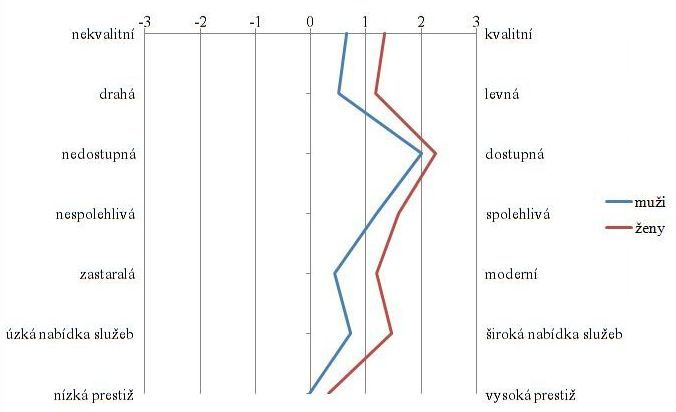 -3 -2 -1 0 1 2 3
nekvalitní kvalitní
drahá levná
nedostupná dostupná
nespolehlivá spolehlivá
muži
ženy
zastaralá moderní
úzká nabídka služeb široká nabídka služeb
nízká prestiž vysoká prestiž